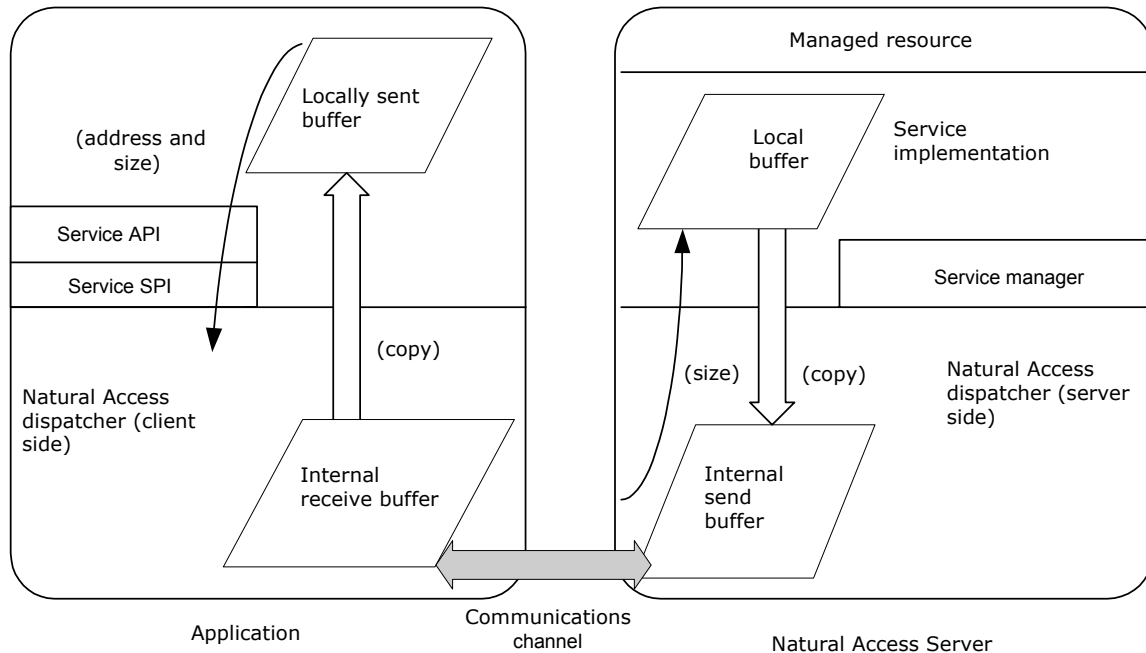 Managed resource
Locally sent
buffer
(address and
size)
Local
buffer
Service
implementation
Service API
Service SPI
Service manager
(copy)
(size)
(copy)
Natural Access
dispatcher (client
side)
Natural Access
dispatcher (server
side)
Internal
receive buffer
Internal
send
buffer
Communications
channel
Application
Natural Access Server